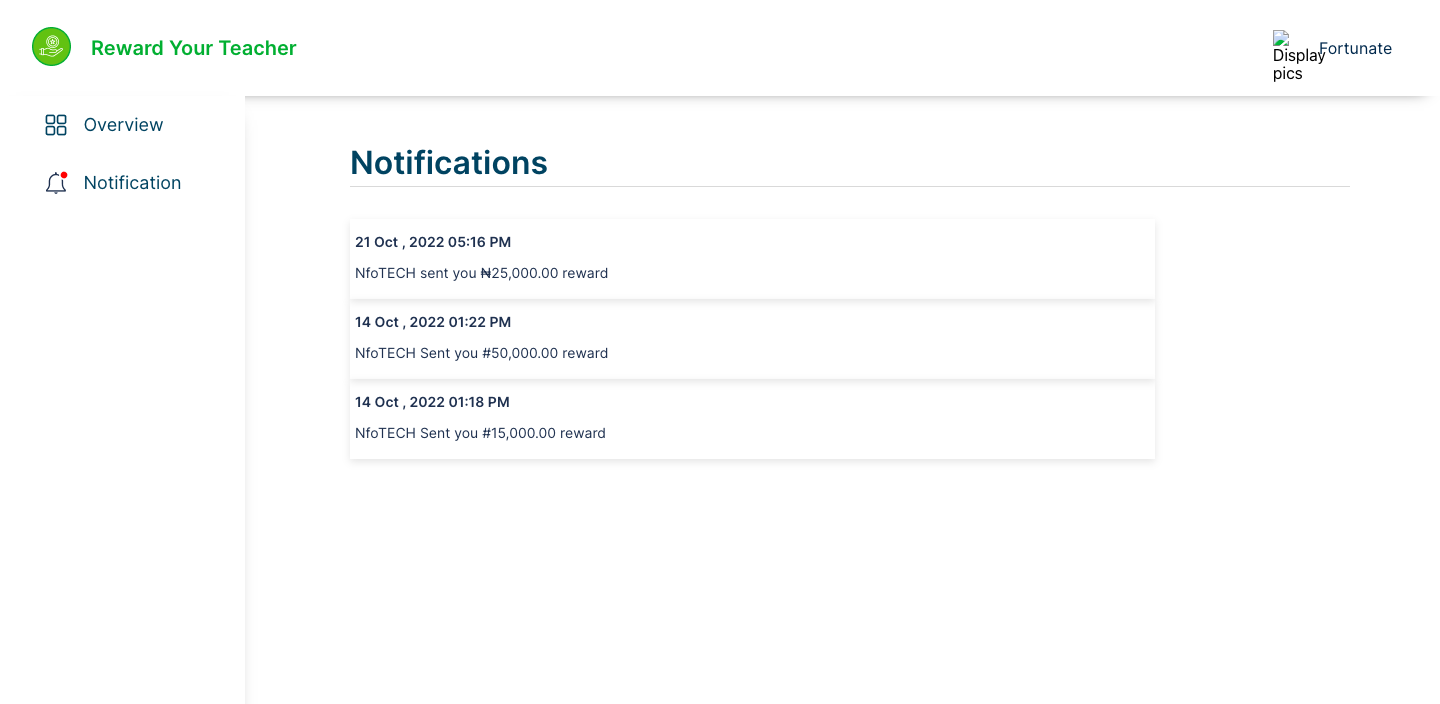 Reward Your Teacher
Display
pics
Fortunate
Overview
Notification
Notifications
21 Oct , 2022 05:16 PM
NfoTECH sent you ₦25,000.00 reward
14 Oct , 2022 01:22 PM
NfoTECH Sent you #50,000.00 reward
14 Oct , 2022 01:18 PM
NfoTECH Sent you #15,000.00 reward